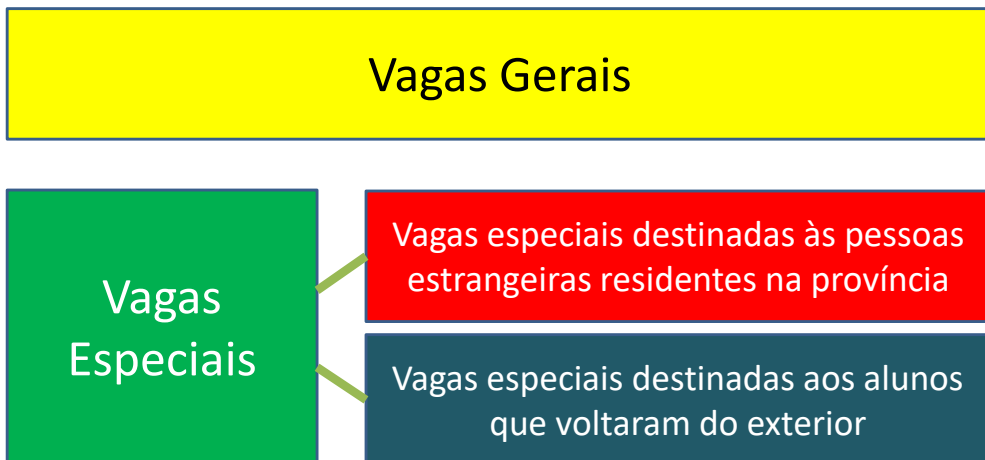 Vagas Gerais
Vagas
Especiais
Vagas especiais destinadas às pessoas
estrangeiras residentes na província
Vagas especiais destinadas aos alunos
que voltaram do exterior